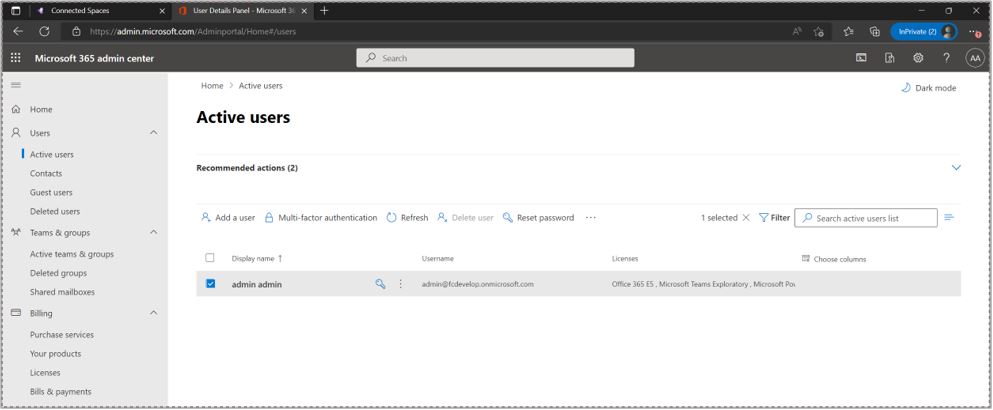 Connected Spaces
User Details Panel - Microsoft 36
https://admin.microsoft.com/Adminportal/Home#/users
InPrivate (2)
Microsoft 365 admin center
Search
AA
Home
Users
Active users
Contacts
Guest users
Deleted users
Teams & groups
Active teams & groups
Deleted groups
Shared mailboxes
Billing
Purchase services
Your products
Licenses
Bills & payments
Home > Active users
Dark mode
Active users
Recommended actions (2)
Add a user Multi-factor authentication Refresh Delete user Reset password ... 1 selected Filter Search active users list
Display name ↑ Username Licenses Choose columns
admin admin admin@fcdevelop.onmicrosoft.com Office 365 E5 , Microsoft Teams Exploratory , Microsoft Pow